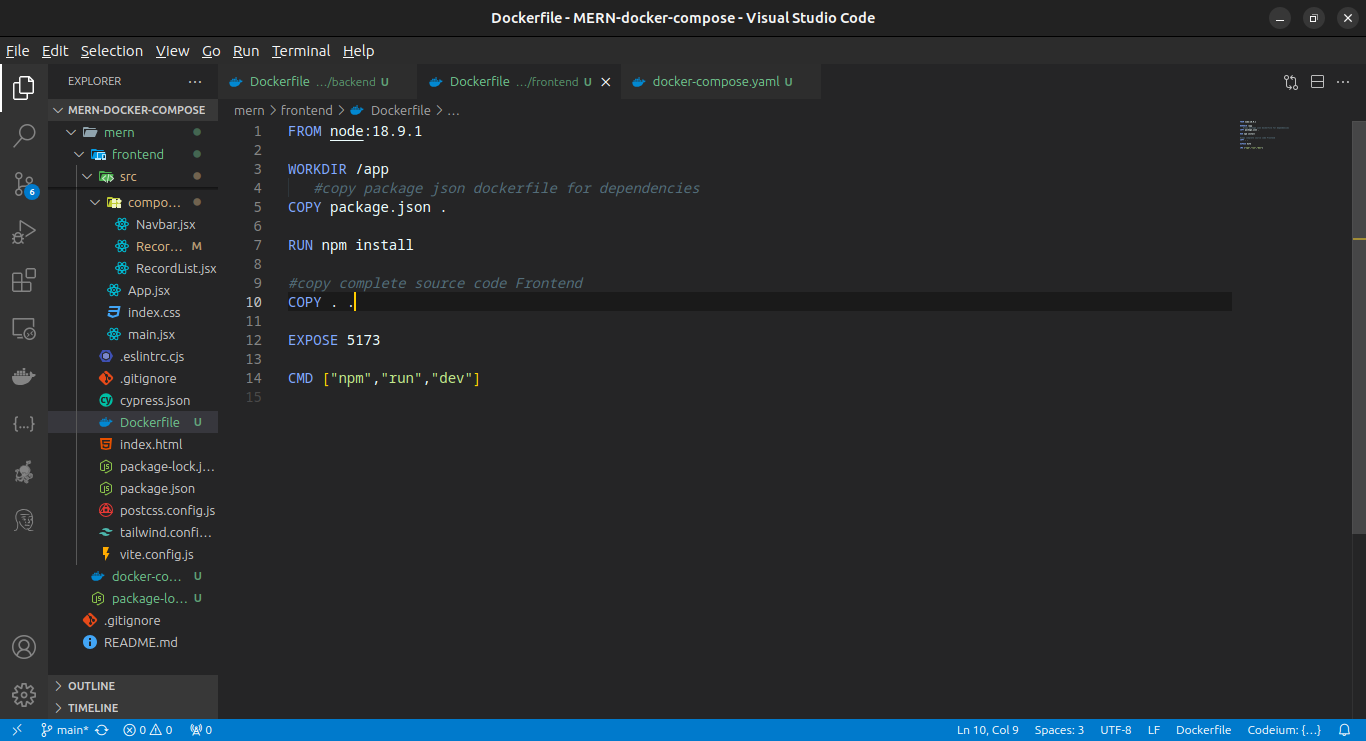 Dockerfile - MERN-docker-compose - Visual Studio Code
File Edit Selection View Go Run Terminal Help
EXPLORER
Dockerfile .../backend U
Dockerfile .../frontend U
docker-compose.yaml U
MERN-DOCKER-COMPOSE
mern
frontend
src
compo...
Navbar.jsx
Recor... M
RecordList.jsx
App.jsx
index.css
main.jsx
.eslintrc.cjs
.gitignore
cypress.json
Dockerfile U
index.html
package-lock.j...
package.json
postcss.config.js
tailwind.confi...
vite.config.js
docker-co... U
package-lo... U
.gitignore
README.md
OUTLINE
TIMELINE
6
mern > frontend > Dockerfile > ...
1 FROM node:18.9.1
2
3 WORKDIR /app
4 #copy package json dockerfile for dependencies
5 COPY package.json .
6
7 RUN npm install
8
9 #copy complete source code Frontend
10 COPY . .
11
12 EXPOSE 5173
13
14 CMD ["npm","run","dev"]
15
main* 0 0 0 Ln 10, Col 9 Spaces: 3 UTF-8 LF Dockerfile Codeium: {...}